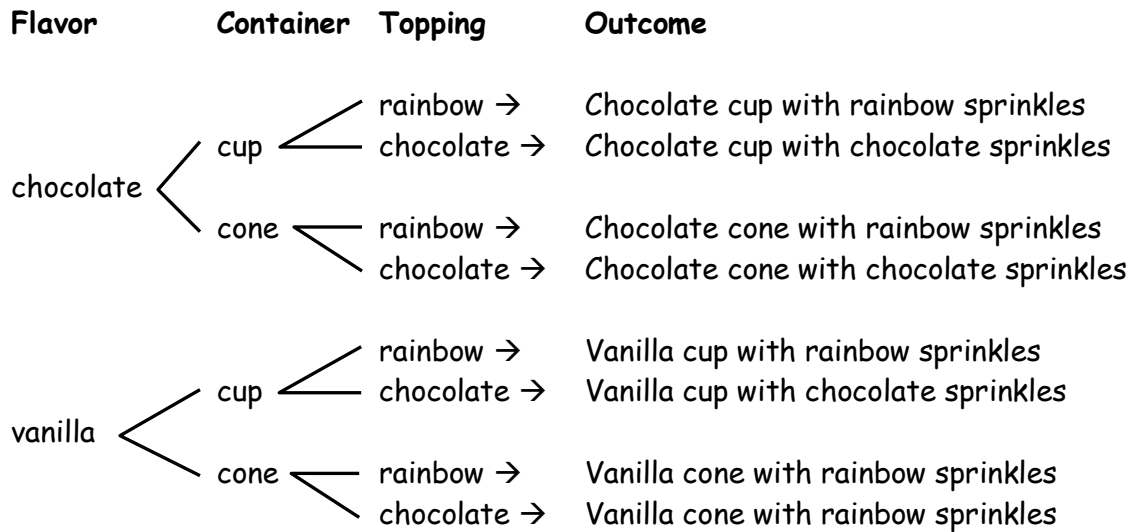 Flavor Container Topping Outcome
rainbow → Chocolate cup with rainbow sprinkles
cup chocolate → Chocolate cup with chocolate sprinkles
chocolate
cone rainbow → Chocolate cone with rainbow sprinkles
chocolate → Chocolate cone with chocolate sprinkles
rainbow → Vanilla cup with rainbow sprinkles
cup chocolate → Vanilla cup with chocolate sprinkles
vanilla
cone rainbow → Vanilla cone with rainbow sprinkles
chocolate → Vanilla cone with rainbow sprinkles